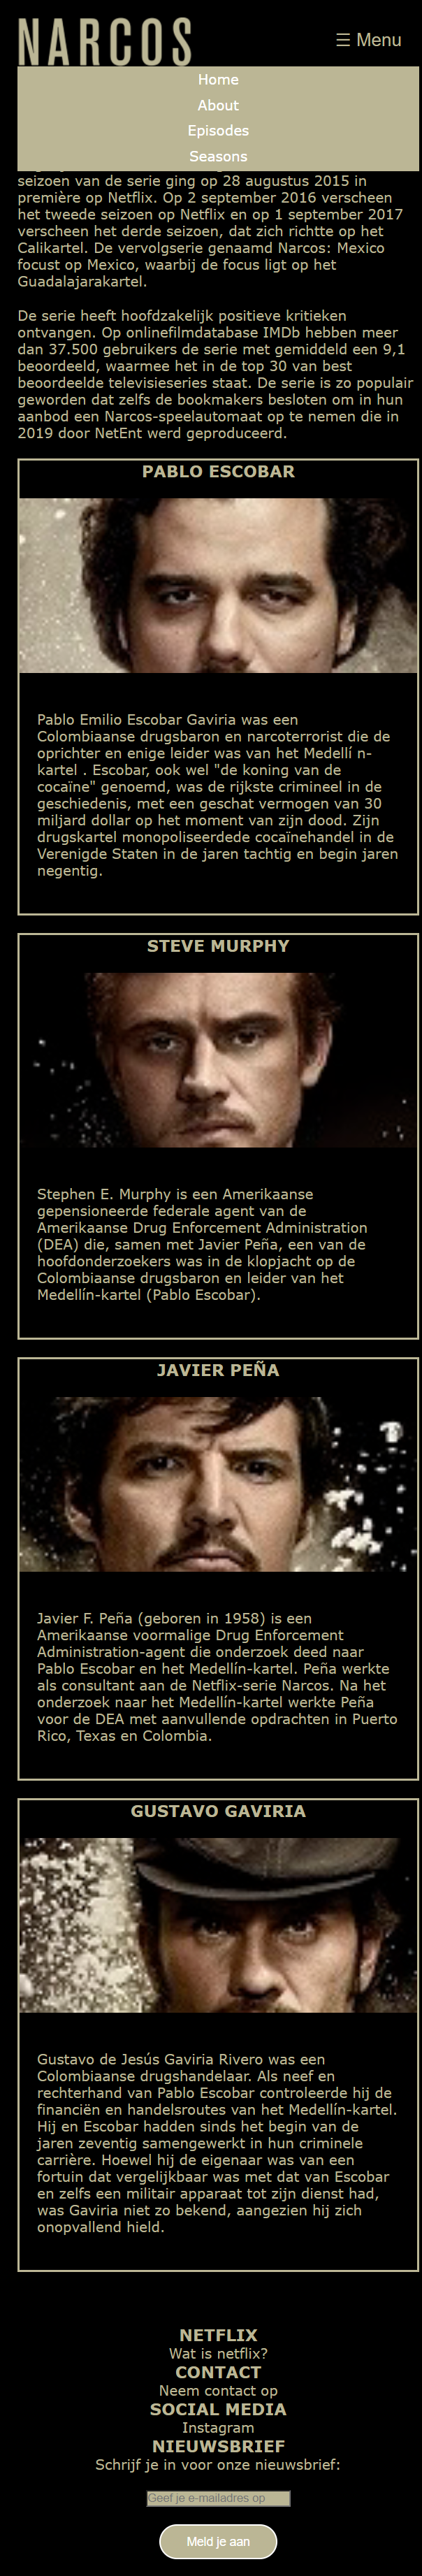 NARCOS
☰ Menu
Home
About
Episodes
Seasons
seizoen van de serie ging op 28 augustus 2015 in
première op Netflix. Op 2 september 2016 verscheen
het tweede seizoen op Netflix en op 1 september 2017
verscheen het derde seizoen, dat zich richtte op het
Calikartel. De vervolgserie genaamd Narcos: Mexico
focust op Mexico, waarbij de focus ligt op het
Guadalajarakartel.
De serie heeft hoofdzakelijk positieve kritieken
ontvangen. Op onlinefilmdatabase IMDb hebben meer
dan 37.500 gebruikers de serie met gemiddeld een 9,1
beoordeeld, waarmee het in de top 30 van best
beoordeelde televisieseries staat. De serie is zo populair
geworden dat zelfs de bookmakers besloten om in hun
aanbod een Narcos-speelautomaat op te nemen die in
2019 door NetEnt werd geproduceerd.
PABLO ESCOBAR
Pablo Emilio Escobar Gaviria was een
Colombiaanse drugsbaron en narcoterrorist die de
oprichter en enige leider was van het Medellí n-
kartel . Escobar, ook wel "de koning van de
cocaïne" genoemd, was de rijkste crimineel in de
geschiedenis, met een geschat vermogen van 30
miljard dollar op het moment van zijn dood. Zijn
drugskartel monopoliseerdede cocaïnehandel in de
Verenigde Staten in de jaren tachtig en begin jaren
negentig.
STEVE MURPHY
Stephen E. Murphy is een Amerikaanse
gepensioneerde federale agent van de
Amerikaanse Drug Enforcement Administration
(DEA) die, samen met Javier Peña, een van de
hoofdonderzoekers was in de klopjacht op de
Colombiaanse drugsbaron en leider van het
Medellín-kartel (Pablo Escobar).
JAVIER PEÑA
Javier F. Peña (geboren in 1958) is een
Amerikaanse voormalige Drug Enforcement
Administration-agent die onderzoek deed naar
Pablo Escobar en het Medellín-kartel. Peña werkte
als consultant aan de Netflix-serie Narcos. Na het
onderzoek naar het Medellín-kartel werkte Peña
voor de DEA met aanvullende opdrachten in Puerto
Rico, Texas en Colombia.
GUSTAVO GAVIRIA
Gustavo de Jesús Gaviria Rivero was een
Colombiaanse drugshandelaar. Als neef en
rechterhand van Pablo Escobar controleerde hij de
financiën en handelsroutes van het Medellín-kartel.
Hij en Escobar hadden sinds het begin van de
jaren zeventig samengewerkt in hun criminele
carrière. Hoewel hij de eigenaar was van een
fortuin dat vergelijkbaar was met dat van Escobar
en zelfs een militair apparaat tot zijn dienst had,
was Gaviria niet zo bekend, aangezien hij zich
onopvallend hield.
NETFLIX
Wat is netflix?
CONTACT
Neem contact op
SOCIAL MEDIA
Instagram
NIEUWSBRIEF
Schrijf je in voor onze nieuwsbrief:
Geef je e-mailadres op
Meld je aan